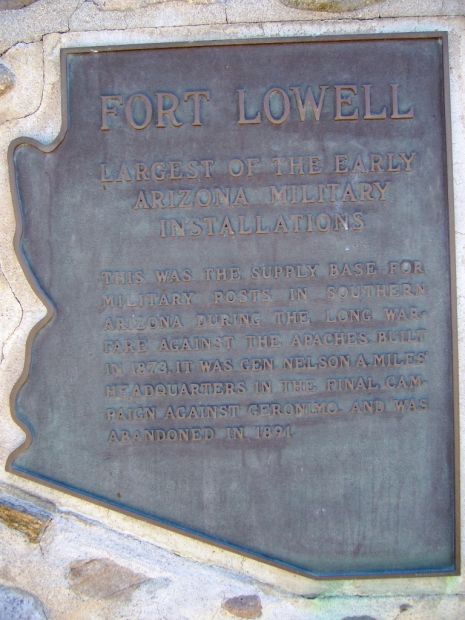 FORT LOWELL
LARGEST OF THE EARLY
ARIZONA MILITARY
INSTALLATIONS
THIS WAS THE SUPPLY BASE FOR
MILITARY POSTS IN SOUTHERN
ARIZONA DURING THE LONG WAR-
FARE AGAINST THE APACHES. BUILT
IN 1873, IT WAS GEN. NELSON A. MILES'
HEADQUARTERS IN THE FINAL CAM-
PAIGN AGAINST GERONIMO AND WAS
ABANDONED IN 1891.